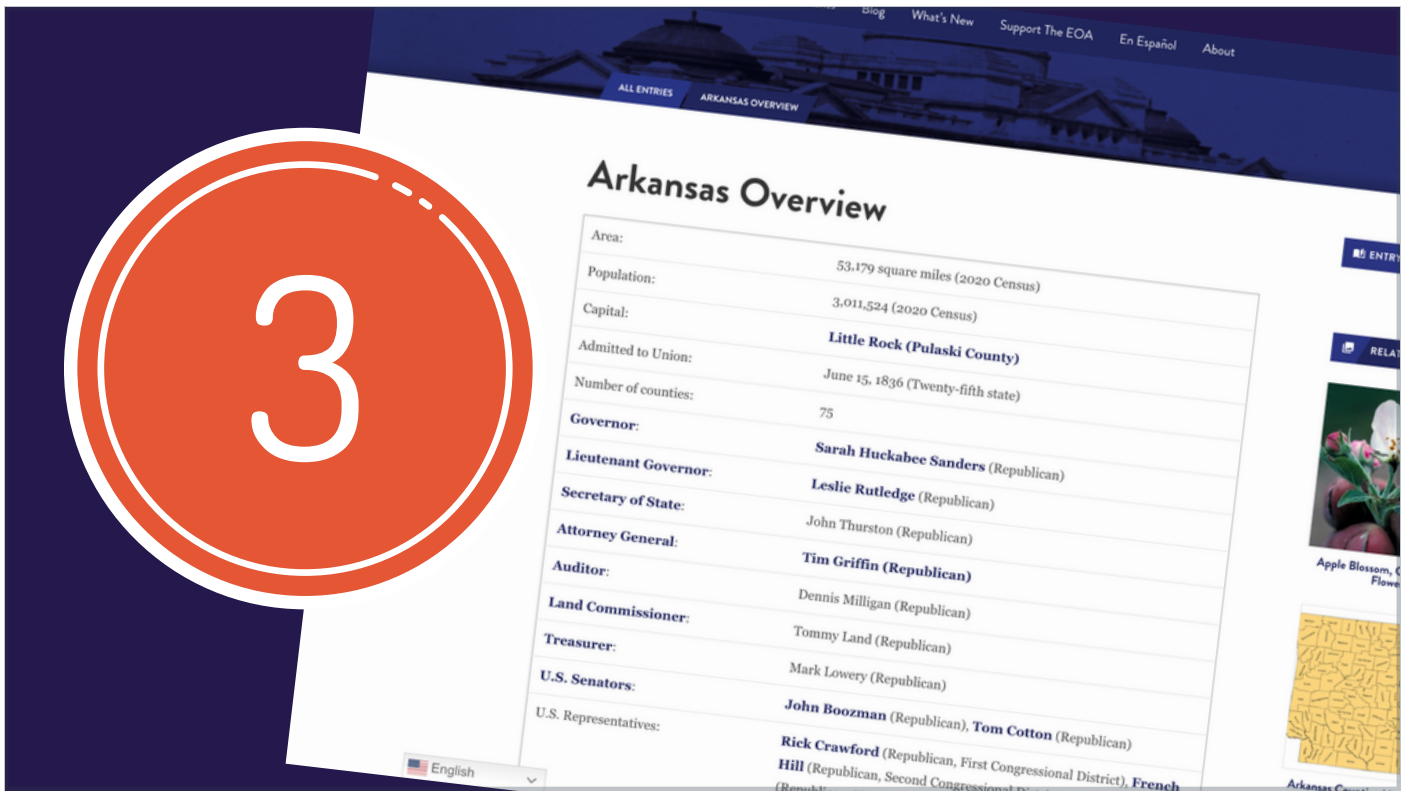 Blog What's New Support The EOA En Español About
ALL ENTRIES ARKANSAS OVERVIEW
3
Arkansas Overview
Area: 53,179 square miles (2020 Census)
Population: 3,011,524 (2020 Census)
Capital: Little Rock (Pulaski County)
Admitted to Union: June 15, 1836 (Twenty-fifth state)
Number of counties: 75
Governor: Sarah Huckabee Sanders (Republican)
Lieutenant Governor: Leslie Rutledge (Republican)
Secretary of State: John Thurston (Republican)
Attorney General: Tim Griffin (Republican)
Auditor: Dennis Milligan (Republican)
Land Commissioner: Tommy Land (Republican)
Treasurer: Mark Lowery (Republican)
U.S. Senators: John Boozman (Republican), Tom Cotton (Republican)
U.S. Representatives: Rick Crawford (Republican, First Congressional District), French
Hill (Republican, Second Congressional
ENTRY
RELAT
Apple Blossom,
Flowe
Arkansas
English